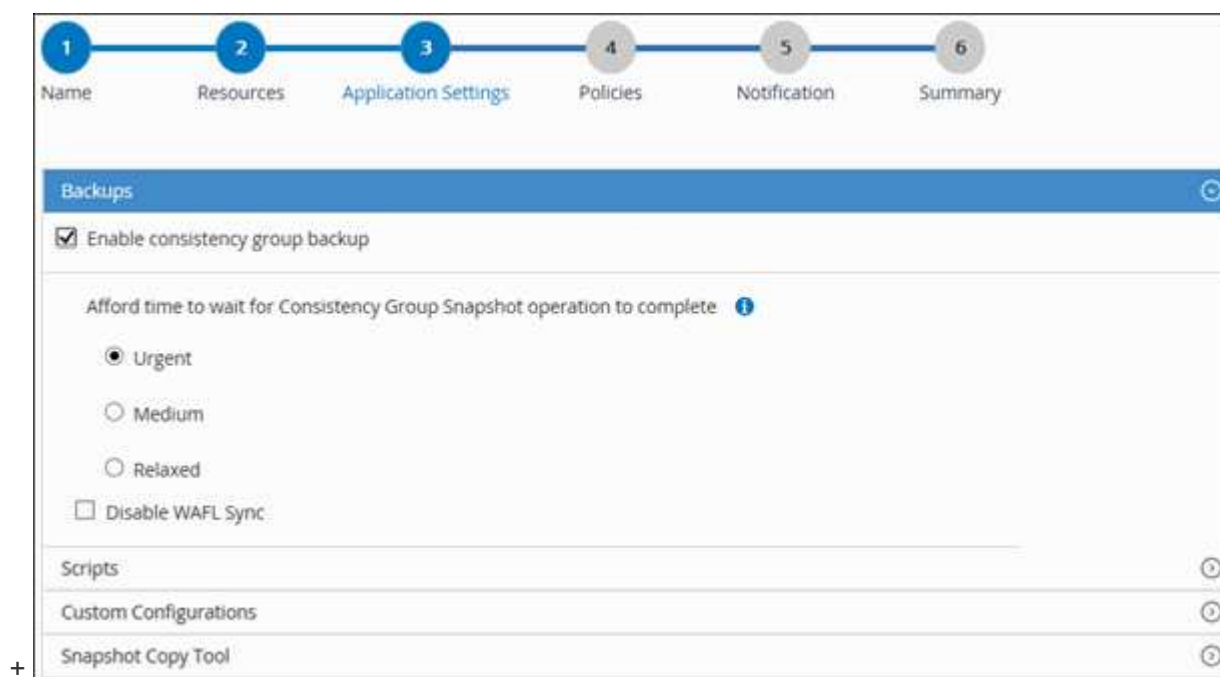 1 2 3 4 5 6
Name Resources Application Settings Policies Notification Summary
Backups
Enable consistency group backup
Afford time to wait for Consistency Group Snapshot operation to complete i
Urgent
Medium
Relaxed
Disable WAFL Sync
Scripts
Custom Configurations
Snapshot Copy Tool
+